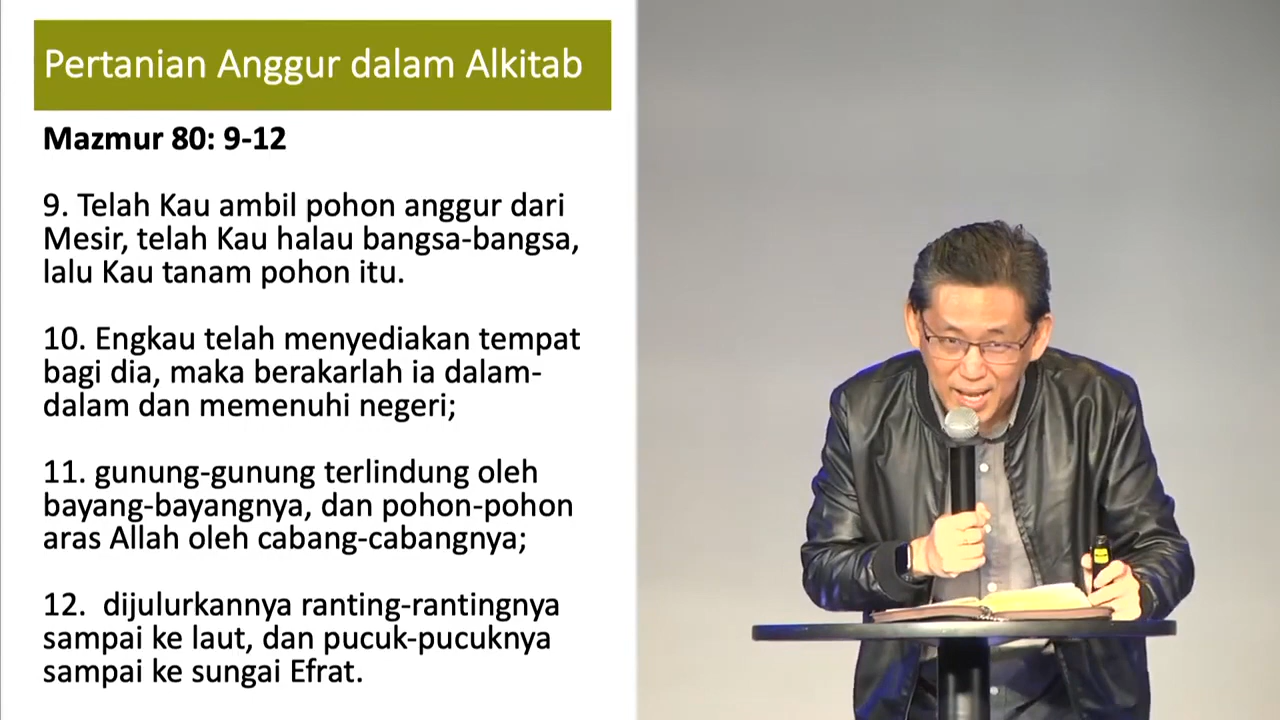 Pertanian Anggur dalam Alkitab
Mazmur 80: 9-12
9. Telah Kau ambil pohon anggur dari
Mesir, telah Kau halau bangsa-bangsa,
lalu Kau tanam pohon itu.
10. Engkau telah menyediakan tempat
bagi dia, maka berakarlah ia dalam-
dalam dan memenuhi negeri;
11. gunung-gunung terlindung oleh
bayang-bayangnya, dan pohon-pohon
aras Allah oleh cabang-cabangnya;
12.  dijulurkannya ranting-rantingnya
sampai ke laut, dan pucuk-pucuknya
sampai ke sungai Efrat.